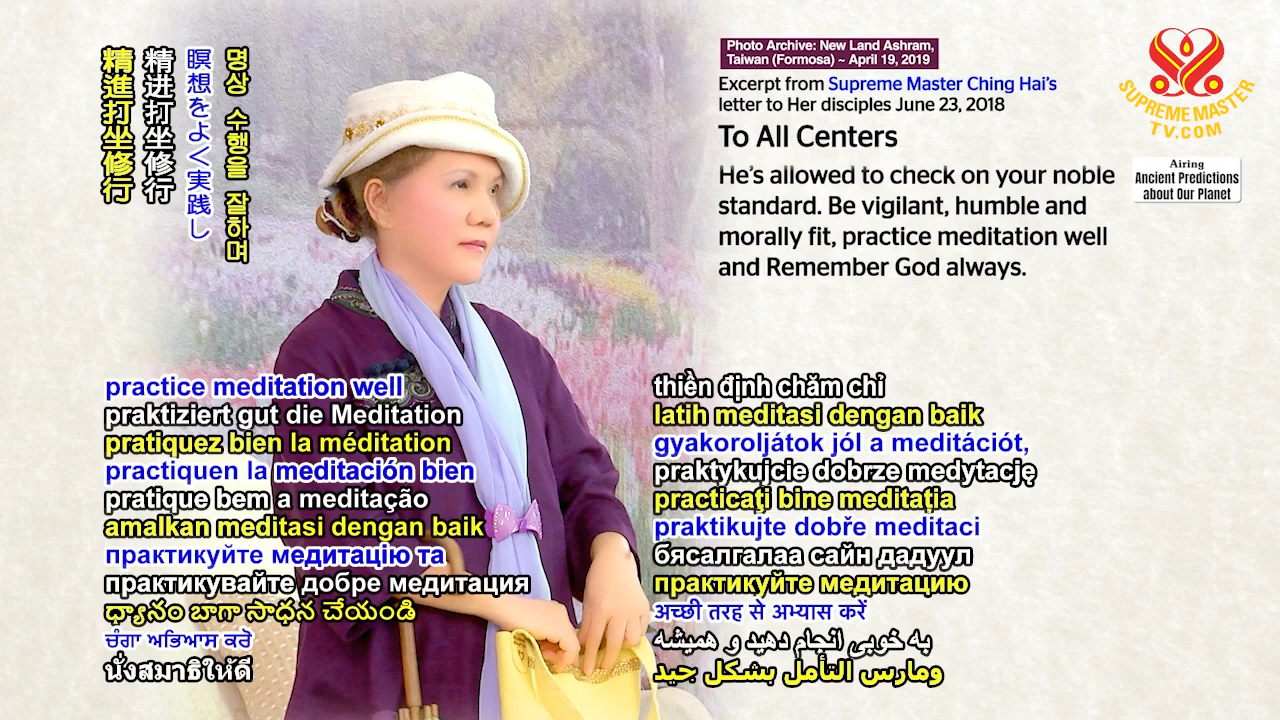 精進打坐修行
精进打坐修行
瞑想をよく実践し
명상 수행을 잘하며
Photo Archive: New Land Ashram,
Taiwan (Formosa) ~ April 19, 2019
Excerpt from Supreme Master Ching Hai's
letter to Her disciples June 23, 2018
To All Centers
He's allowed to check on your noble
standard. Be vigilant, humble and
morally fit, practice meditation well
and Remember God always.
SUPREME MASTER
TV.COM
Airing
Ancient Predictions
about Our Planet
practice meditation well
praktiziert gut die Meditation
pratiquez bien la méditation
practiquen la meditación bien
pratique bem a meditação
amalkan meditasi dengan baik
практикуйте медитацію та
практикувайте добре медитация
ధ్యానం బాగా సాధన చేయండి
ਚੰਗਾ ਅਭਿਆਸ ਕਰੋ
นั่งสมาธิให้ดี
thiền định chăm chỉ
latih meditasi dengan baik
gyakoroljátok jól a meditációt,
praktykujcie dobrze medytację
practicaţi bine meditaţia
praktikujte dobře meditaci
бясалгалаа сайн дадуул
практикуйте медитацию
अच्छी तरह से अभ्यास करें
به خوبی انجام دهید و همیشه
ومارس التأمل بشكل جيد